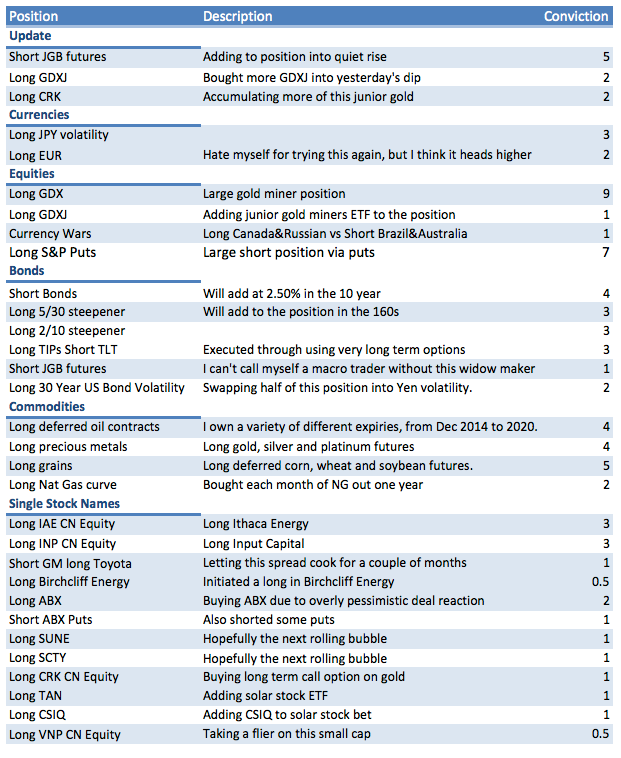 Position Description Conviction
Update
Short JGB futures Adding to position into quiet rise 5
Long GDXJ Bought more GDXJ into yesterday's dip 2
Long CRK Accumulating more of this junior gold 2
Currencies
Long JPY volatility 3
Long EUR Hate myself for trying this again, but I think it heads higher 2
Equities
Long GDX Large gold miner position 9
Long GDXJ Adding junior gold miners ETF to the position 1
Currency Wars Long Canada&Russian vs Short Brazil&Australia 1
Long S&P Puts Large short position via puts 7
Bonds
Short Bonds Will add at 2.50% in the 10 year 4
Long 5/30 steepener Will add to the position in the 160s 3
Long 2/10 steepener 3
Long TIPs Short TLT Executed through using very long term options 3
Short JGB futures I can't call myself a macro trader without this widow maker 1
Long 30 Year US Bond Volatility Swapping half of this position into Yen volatility. 2
Commodities
Long deferred oil contracts I own a variety of different expiries, from Dec 2014 to 2020. 4
Long precious metals Long gold, silver and platinum futures 4
Long grains Long deferred corn, wheat and soybean futures. 5
Long Nat Gas curve Bought each month of NG out one year 2
Single Stock Names
Long IAE CN Equity Long Ithaca Energy 3
Long INP CN Equity Long Input Capital 3
Short GM long Toyota Letting this spread cook for a couple of months 1
Long Birchcliff Energy Initiated a long in Birchcliff Energy 0.5
Long ABX Buying ABX due to overly pessimistic deal reaction 2
Short ABX Puts Also shorted some puts 1
Long SUNE Hopefully the next rolling bubble 1
Long SCTY Hopefully the next rolling bubble 1
Long CRK CN Equity Buying long term call option on gold 1
Long TAN Adding solar stock ETF 1
Long CSIQ Adding CSIQ to solar stock bet 1
Long VNP CN Equity Taking a flier on this small cap 0.5